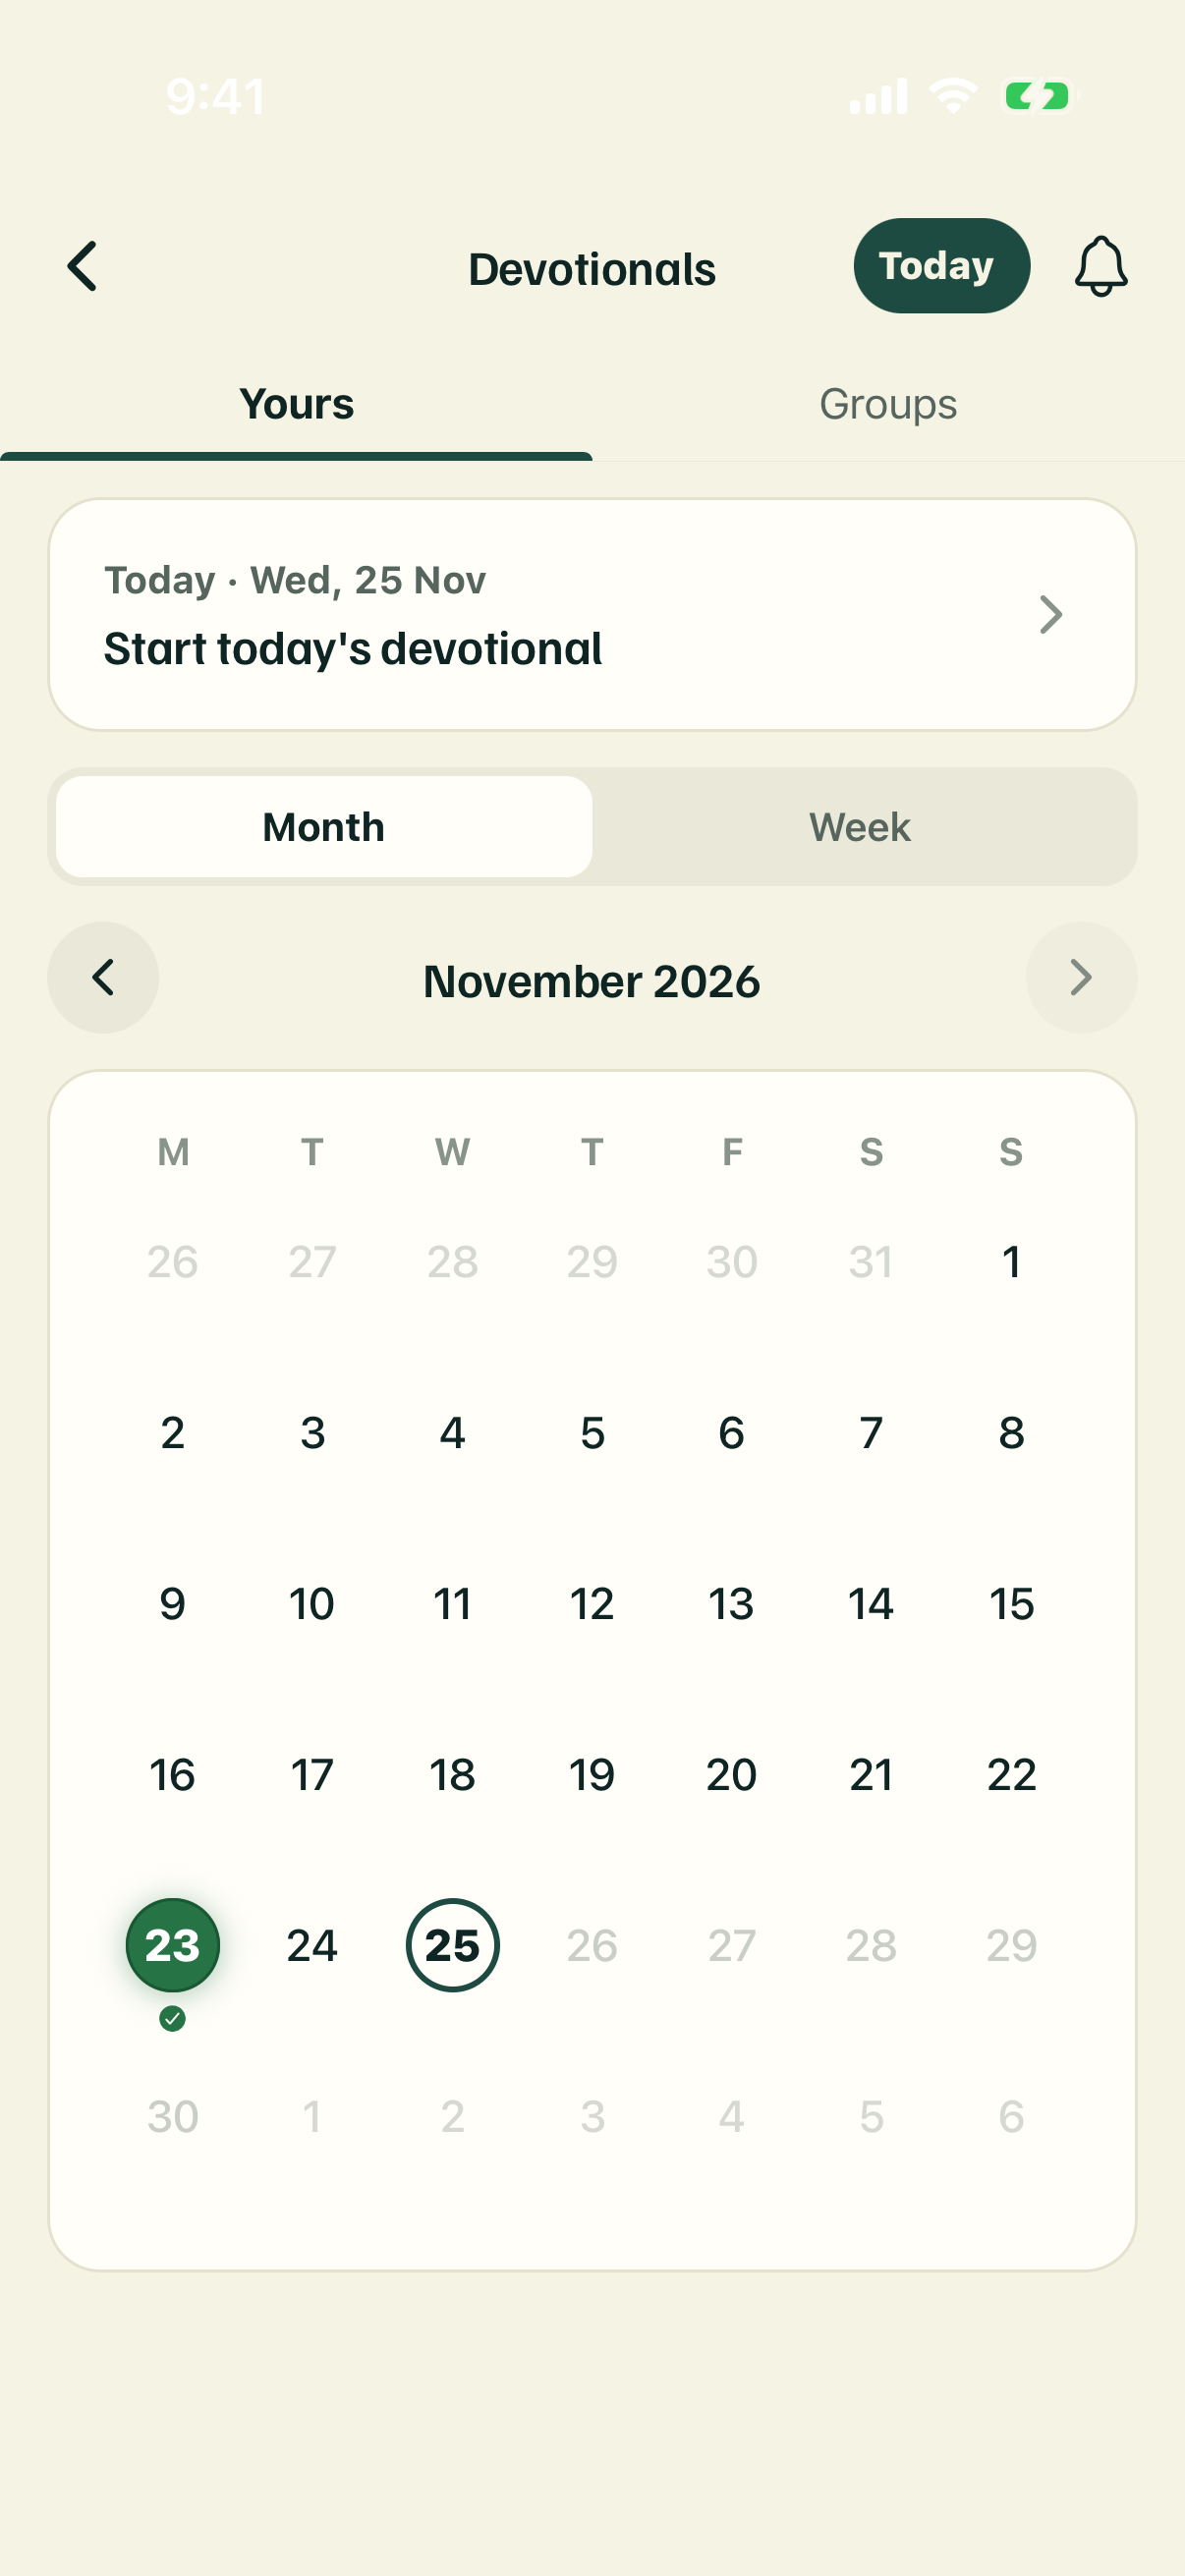 9:41
Devotionals
Today
Yours
Groups
Today · Wed, 25 Nov
Start today's devotional
Month
Week
November 2026
M T W T F S S
26 27 28 29 30 31 1
2 3 4 5 6 7 8
9 10 11 12 13 14 15
16 17 18 19 20 21 22
23 24 25 26 27 28 29
30 1 2 3 4 5 6